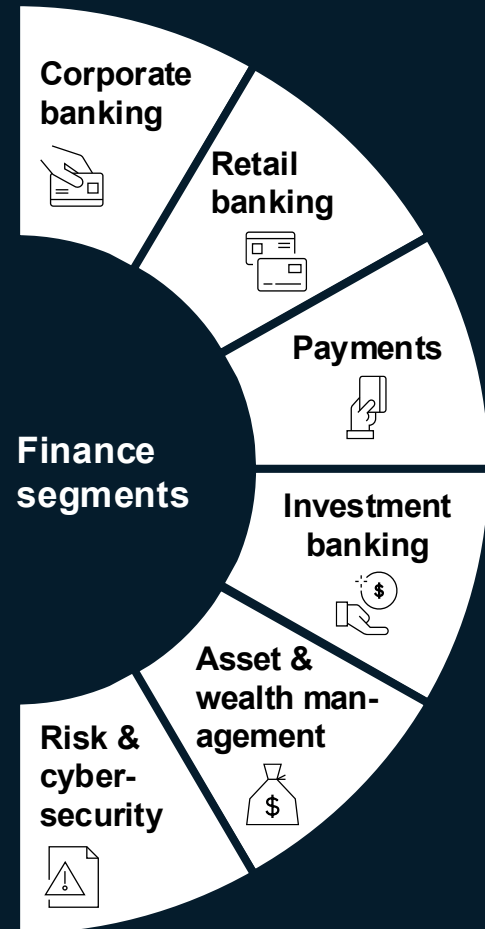 Corporate
banking
Retail
banking
Payments
Finance
segments
Investment
banking
$
Asset &
wealth man-
agement
$
Risk &
cyber-
security
!